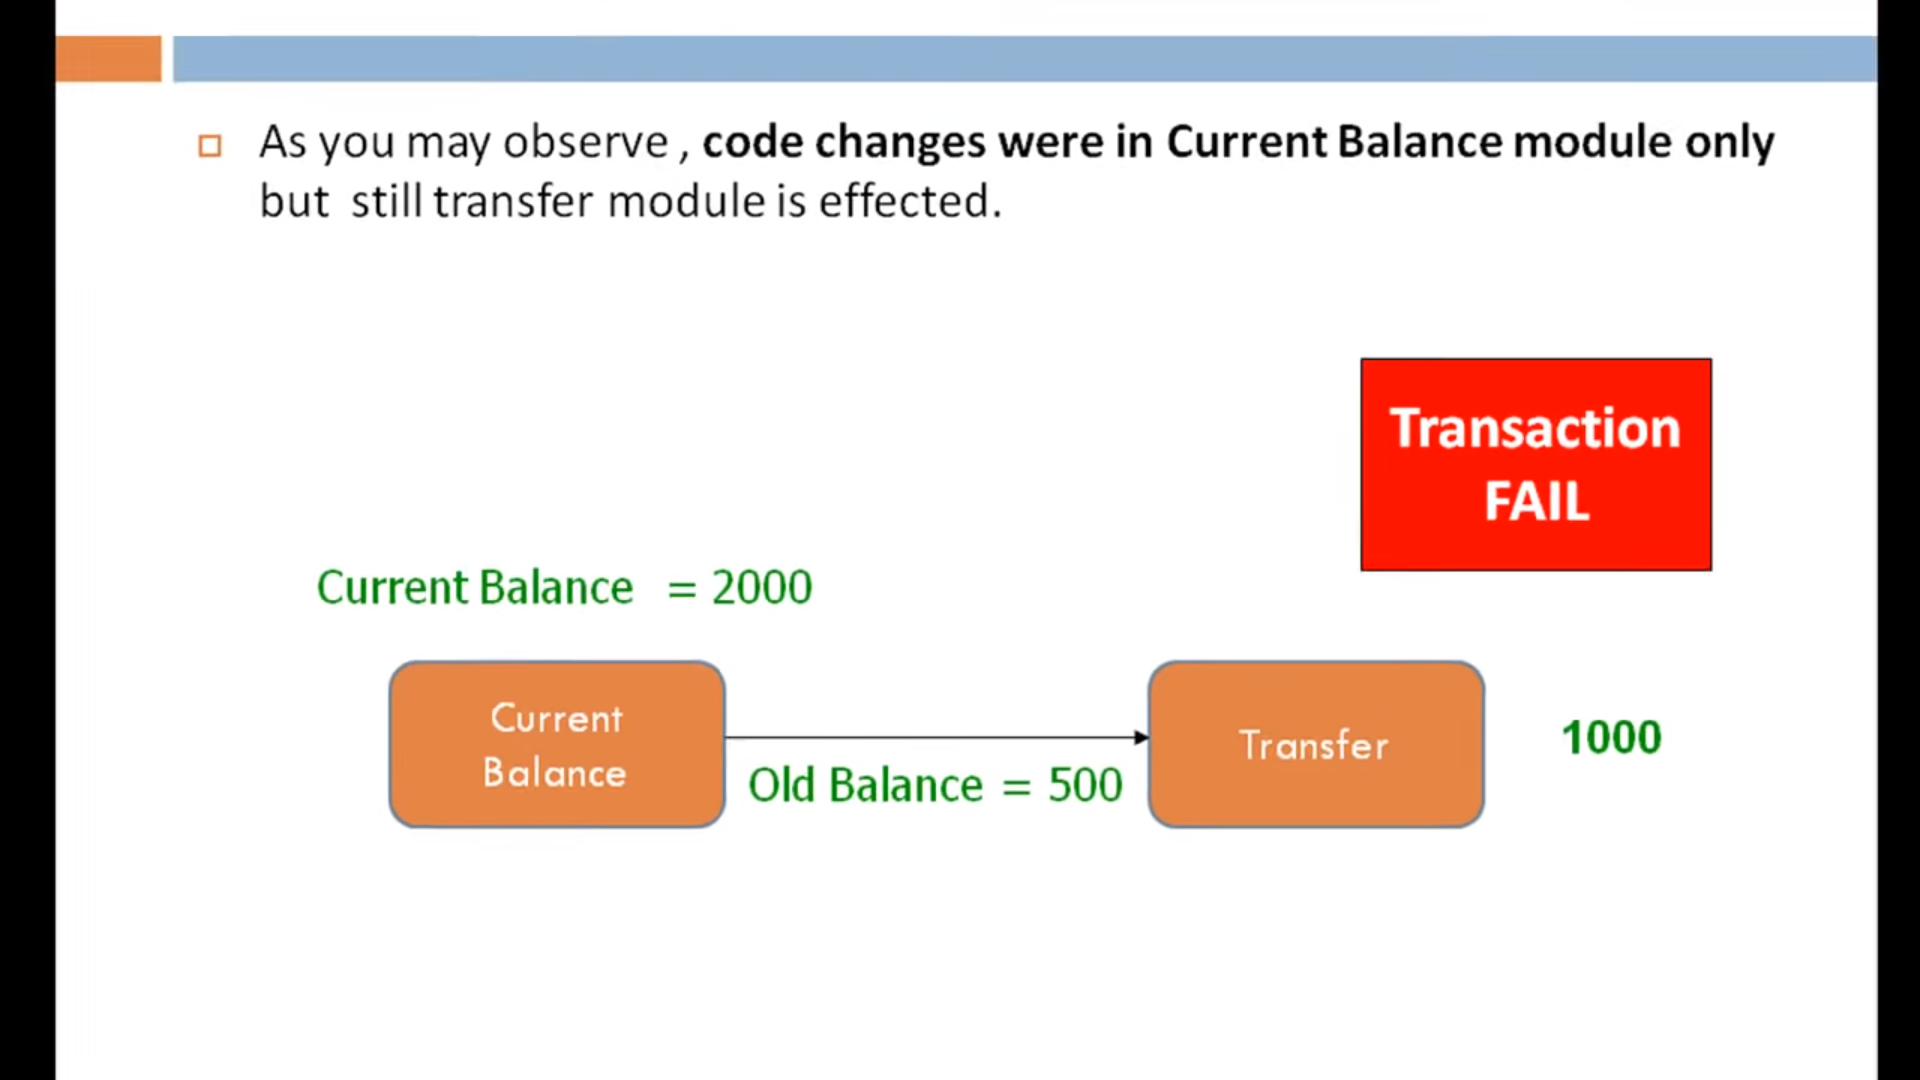 As you may observe , code changes were in Current Balance module only
but still transfer module is effected.
Transaction
FAIL
Current Balance = 2000
Current
Balance
Old Balance = 500
Transfer
1000